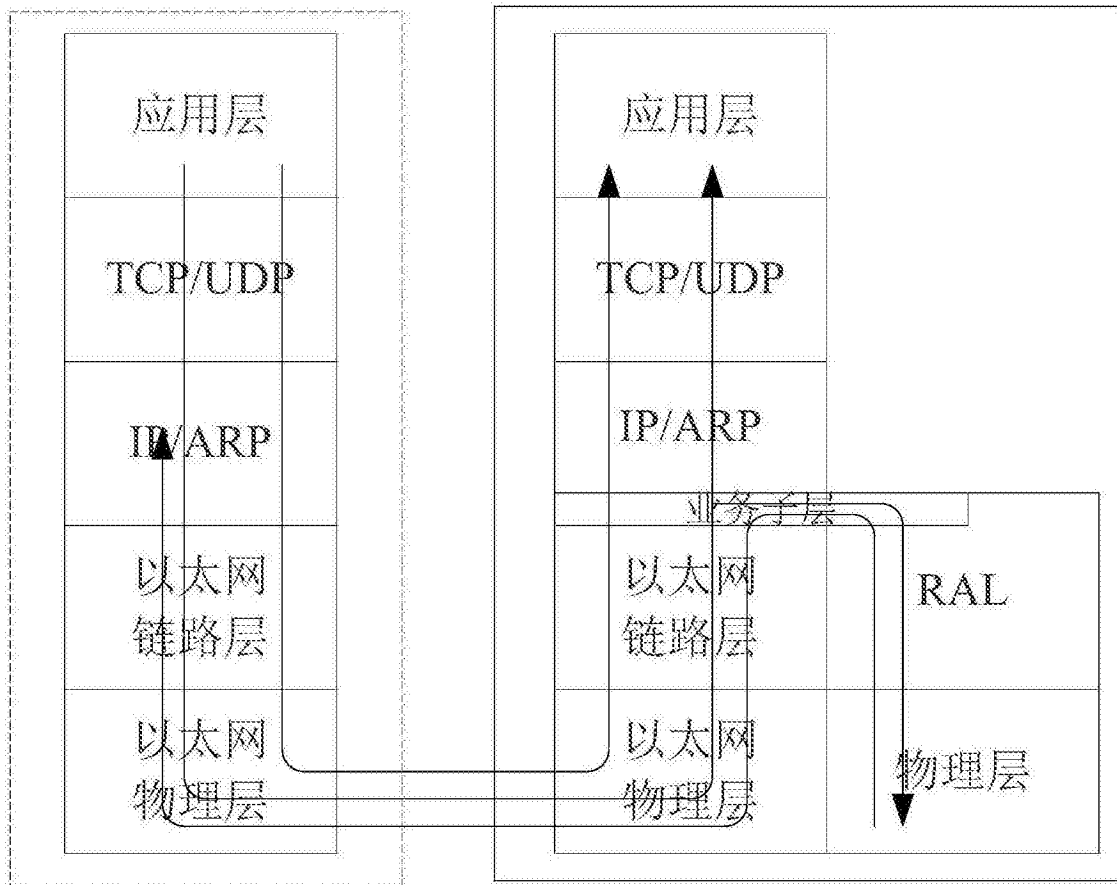 应用层
TCP/UDP
IP/ARP
以太网
链路层
以太网
物理层
应用层
TCP/UDP
IP/ARP
业务子层
以太网
链路层
RAL
以太网
物理层
物理层